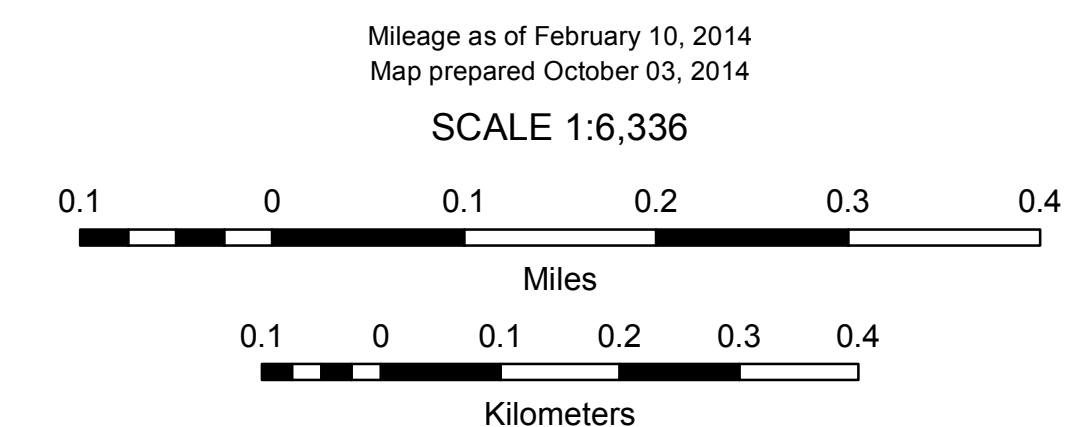 Mileage as of February 10, 2014
Map prepared October 03, 2014
SCALE 1:6,336
0.1 0 0.1 0.2 0.3 0.4
Miles
0.1 0 0.1 0.2 0.3 0.4
Kilometers